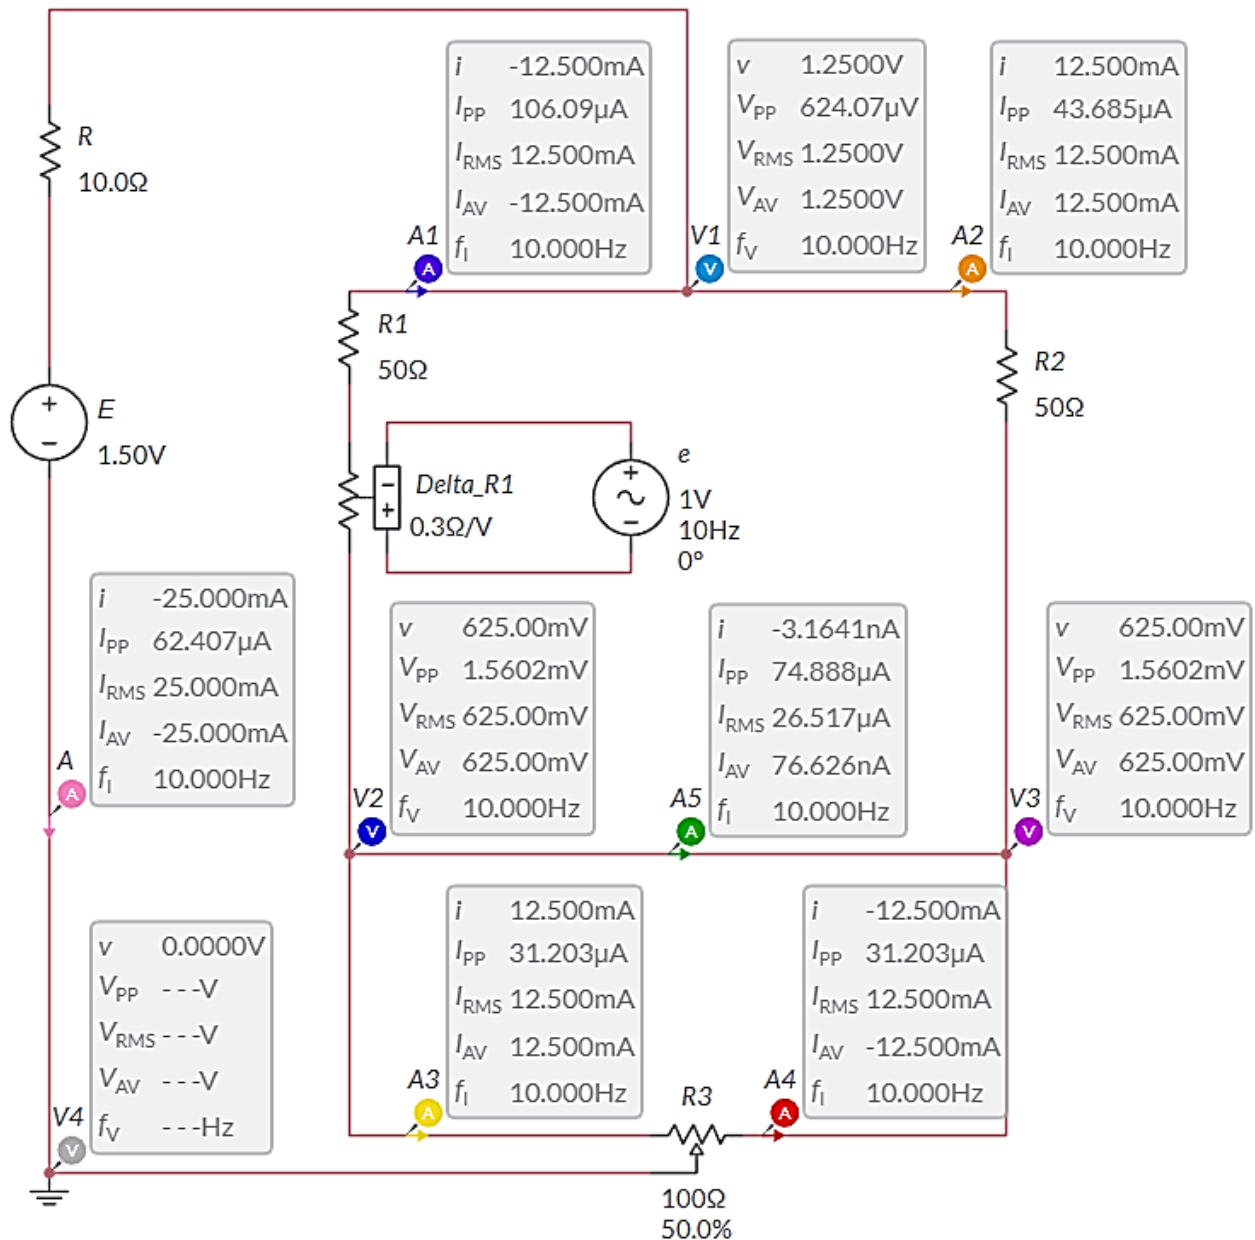 R
10.0Ω
E
1.50V
A1
i -12.500mA
IPP 106.09µA
IRMS 12.500mA
IAV -12.500mA
fI 10.000Hz
V1
v 1.2500V
VPP 624.07µV
VRMS 1.2500V
VAV 1.2500V
fV 10.000Hz
A2
i 12.500mA
IPP 43.685µA
IRMS 12.500mA
IAV 12.500mA
fI 10.000Hz
A
V
A
R1
50Ω
R2
50Ω
Delta_R1
0.3Ω/V
e
1V
10Hz
0°
A
i -25.000mA
IPP 62.407µA
IRMS 25.000mA
IAV -25.000mA
fI 10.000Hz
A
V2
v 625.00mV
VPP 1.5602mV
VRMS 625.00mV
VAV 625.00mV
fV 10.000Hz
V
A5
i -3.1641nA
IPP 74.888µA
IRMS 26.517µA
IAV 76.626nA
fI 10.000Hz
A
V3
v 625.00mV
VPP 1.5602mV
VRMS 625.00mV
VAV 625.00mV
fV 10.000Hz
V
V4
v 0.0000V
VPP ---V
VRMS ---V
VAV ---V
fV ---Hz
V
A3
i 12.500mA
IPP 31.203µA
IRMS 12.500mA
IAV 12.500mA
fI 10.000Hz
A
R3
A4
i -12.500mA
IPP 31.203µA
IRMS 12.500mA
IAV -12.500mA
fI 10.000Hz
A
100Ω
50.0%